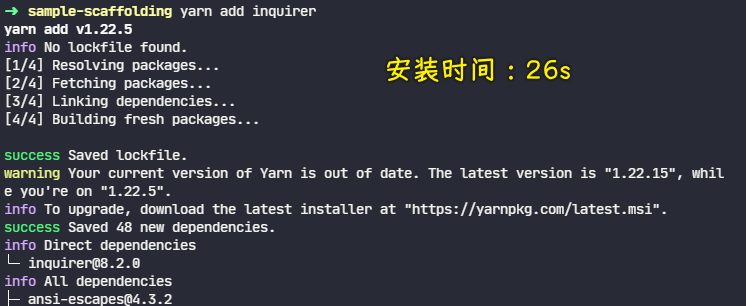 ➜ sample-scaffolding yarn add inquirer
yarn add v1.22.5
info No lockfile found.
[1/4] Resolving packages...
安装时间：26s
[2/4] Fetching packages...
[3/4] Linking dependencies...
[4/4] Building fresh packages...
success Saved lockfile.
warning Your current version of Yarn is out of date. The latest version is "1.22.15", whil
e you're on "1.22.5".
info To upgrade, download the latest installer at "https://yarnpkg.com/latest.msi".
success Saved 48 new dependencies.
info Direct dependencies
└─ inquirer@8.2.0
info All dependencies
├─ ansi-escapes@4.3.2